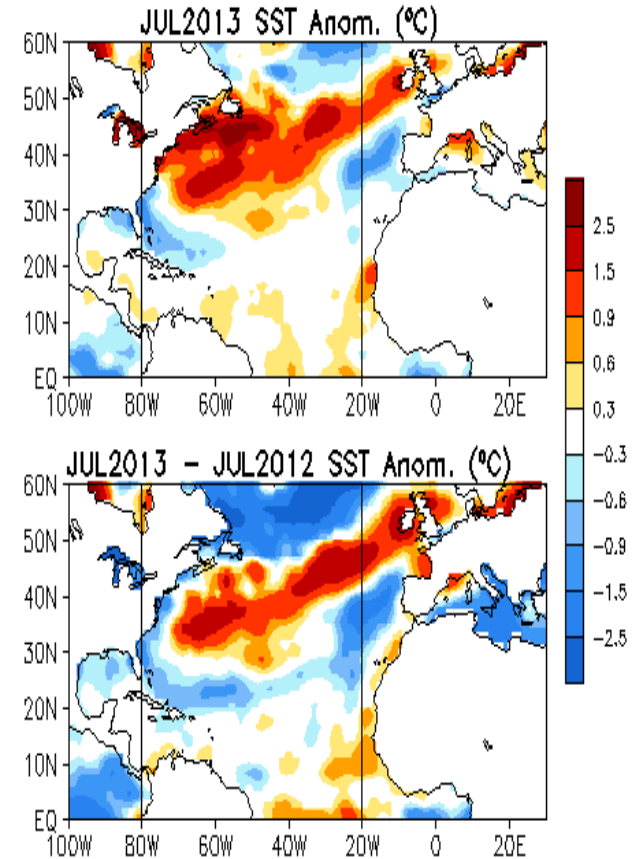 JUL2013 SST Anom. (ºC)
60N
50N
40N
30N
20N
10N
EQ
100W 80W 60W 40W 20W 0 20E
2.5
1.5
0.9
0.6
0.3
-0.3
-0.6
-0.9
-1.5
-2.5
JUL2013 - JUL2012 SST Anom. (ºC)
60N
50N
40N
30N
20N
10N
EQ
100W 80W 60W 40W 20W 0 20E